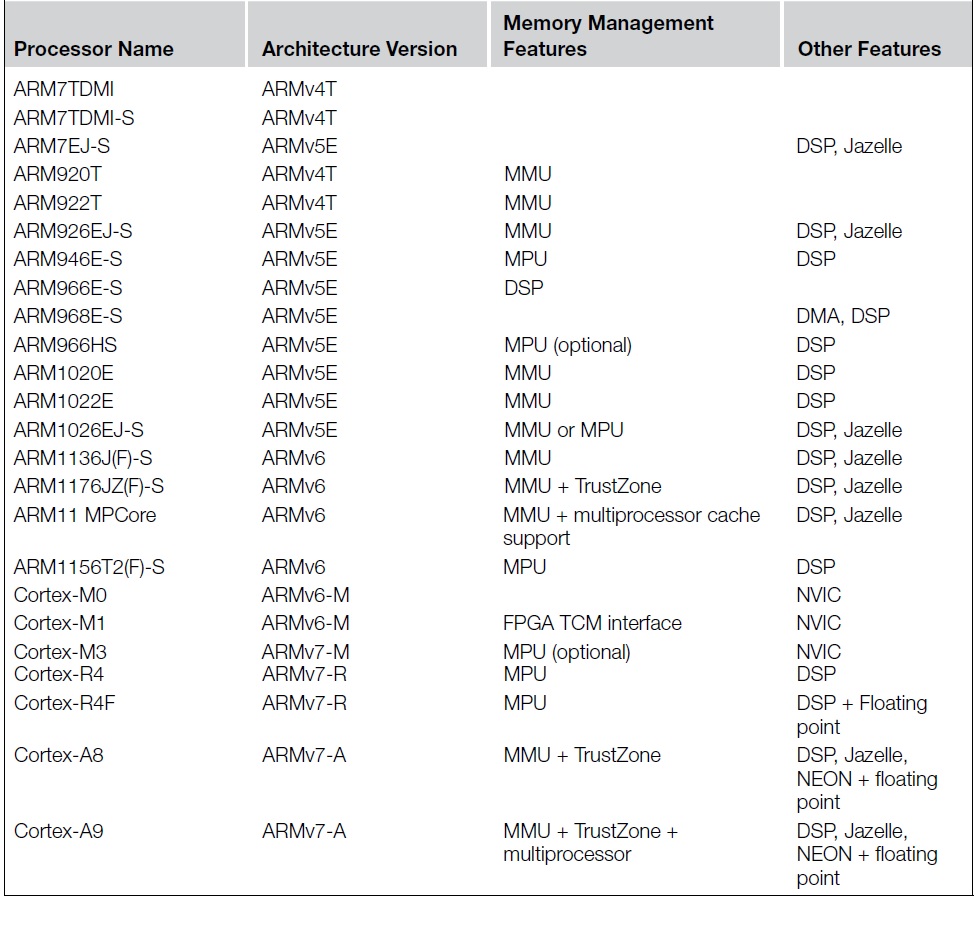 Processor Name Architecture Version Memory Management Features Other Features
ARM7TDMI ARMv4T
ARM7TDMI-S ARMv4T
ARM7EJ-S ARMv5E DSP, Jazelle
ARM920T ARMv4T MMU
ARM922T ARMv4T MMU
ARM926EJ-S ARMv5E MMU DSP, Jazelle
ARM946E-S ARMv5E MPU DSP
ARM966E-S ARMv5E DSP
ARM968E-S ARMv5E DMA, DSP
ARM966HS ARMv5E MPU (optional) DSP
ARM1020E ARMv5E MMU DSP
ARM1022E ARMv5E MMU DSP
ARM1026EJ-S ARMv5E MMU or MPU DSP, Jazelle
ARM1136J(F)-S ARMv6 MMU DSP, Jazelle
ARM1176JZ(F)-S ARMv6 MMU + TrustZone DSP, Jazelle
ARM11 MPCore ARMv6 MMU + multiprocessor cache DSP, Jazelle
support
ARM1156T2(F)-S ARMv6 MPU DSP
Cortex-M0 ARMv6-M NVIC
Cortex-M1 ARMv6-M FPGA TCM interface NVIC
Cortex-M3 ARMv7-M MPU (optional) NVIC
Cortex-R4 ARMv7-R MPU DSP
Cortex-R4F ARMv7-R MPU DSP + Floating
point
Cortex-A8 ARMv7-A MMU + TrustZone DSP, Jazelle,
NEON + floating
point
Cortex-A9 ARMv7-A MMU + TrustZone + DSP, Jazelle,
multiprocessor NEON + floating
point